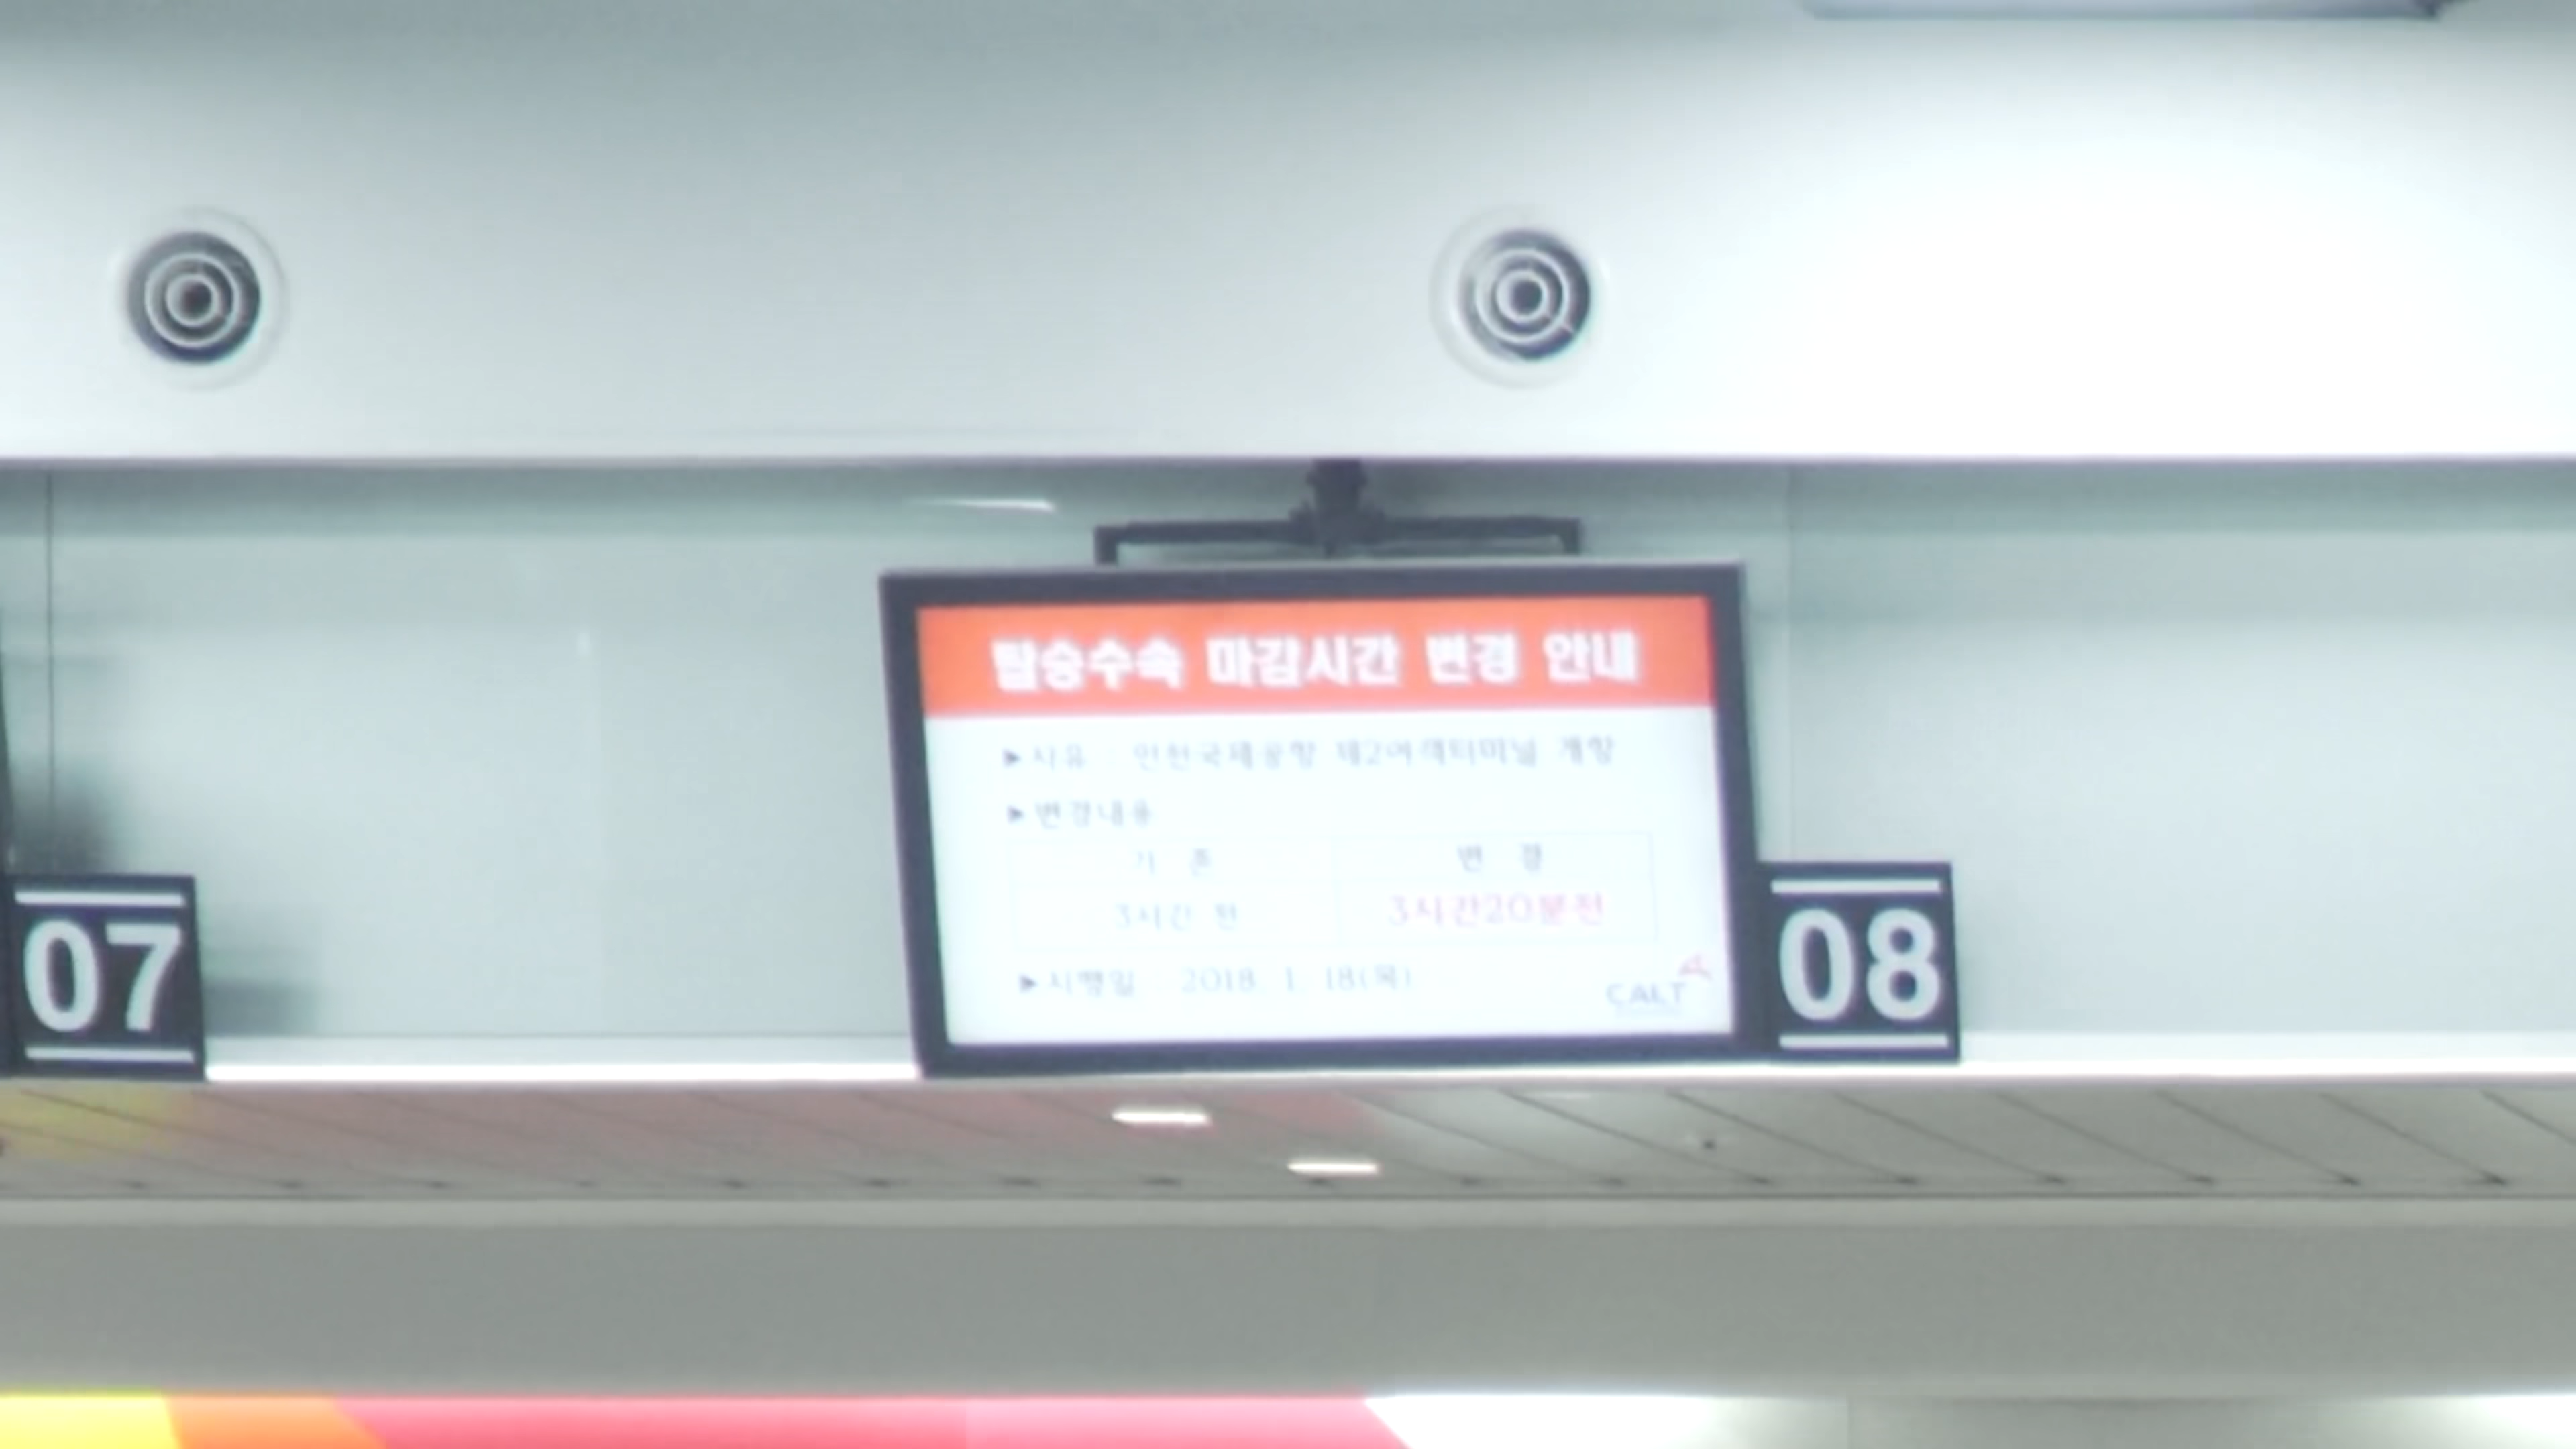 탑승수속 마감시간 변경 안내
▶사유 : 인천국제공항 제2여객터미널 개항
▶변경내용
기 존
변 경
3시간 전
3시간20분전
▶시행일 : 2018. 1. 18(목)
CALT
07
08